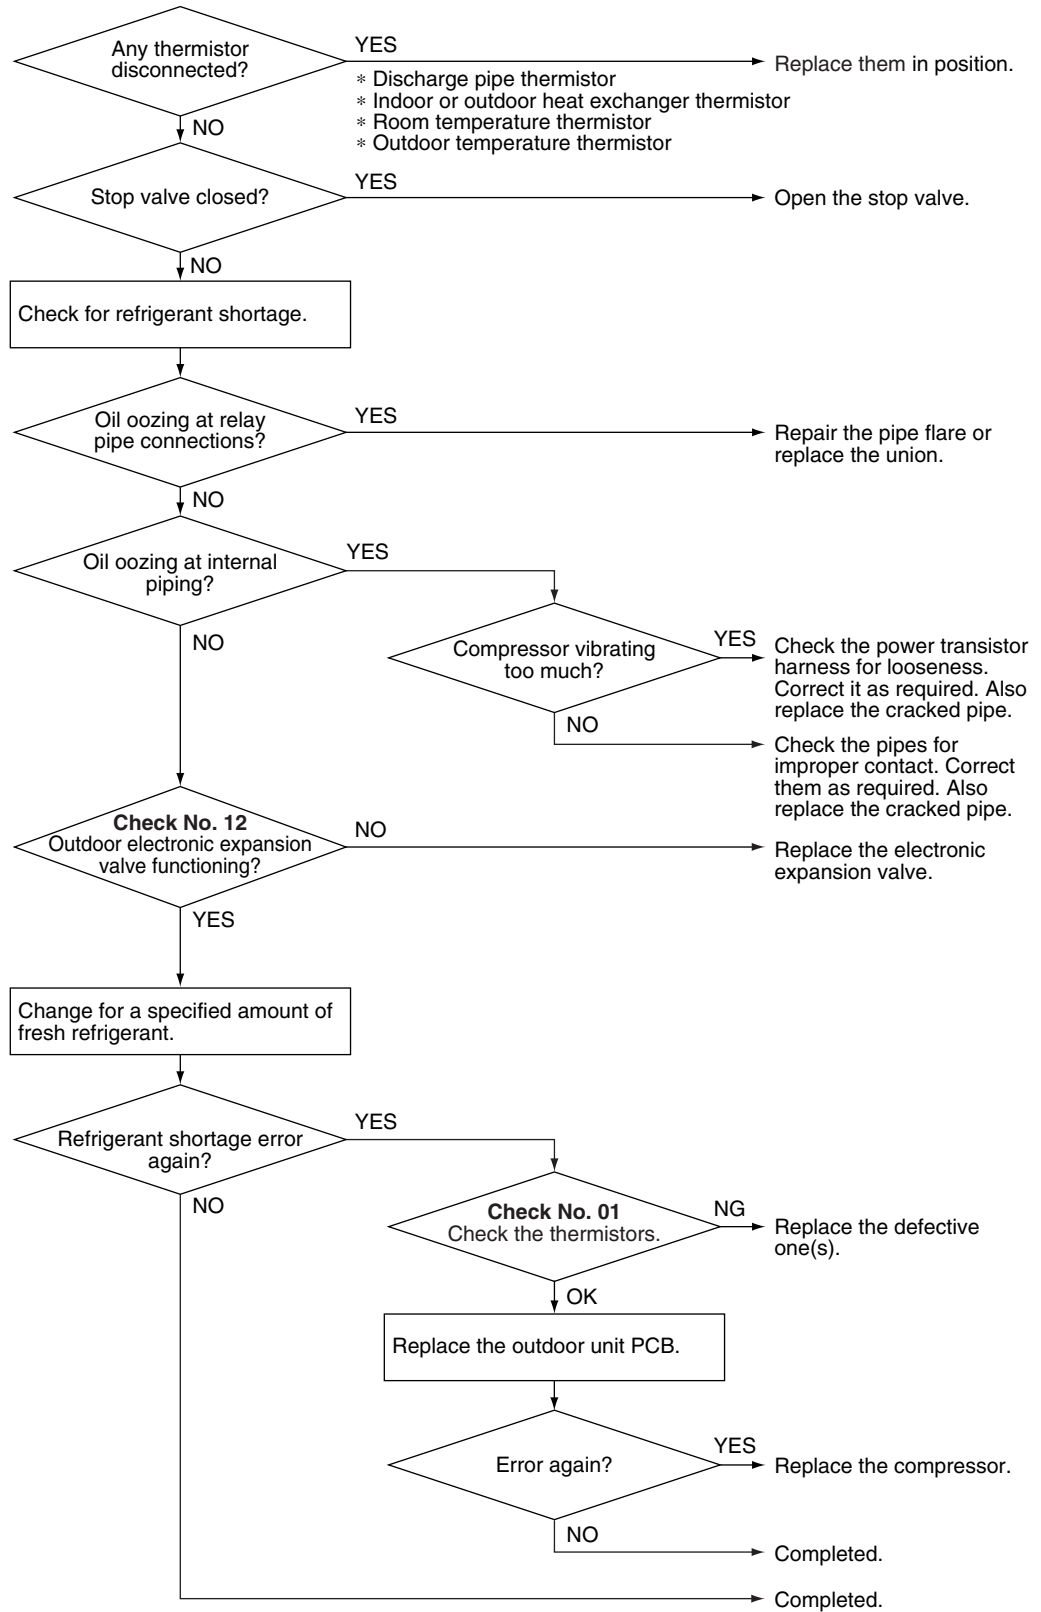 Any thermistor
disconnected?
YES
Replace them in position.
* Discharge pipe thermistor
* Indoor or outdoor heat exchanger thermistor
* Room temperature thermistor
* Outdoor temperature thermistor
NO
Stop valve closed?
YES
Open the stop valve.
NO
Check for refrigerant shortage.
Oil oozing at relay
pipe connections?
YES
Repair the pipe flare or
replace the union.
NO
Oil oozing at internal
piping?
YES
NO
Compressor vibrating
too much?
YES
Check the power transistor
harness for looseness.
Correct it as required. Also
replace the cracked pipe.
NO
Check the pipes for
improper contact. Correct
them as required. Also
replace the cracked pipe.
Check No. 12
Outdoor electronic expansion
valve functioning?
NO
Replace the electronic
expansion valve.
YES
Change for a specified amount of
fresh refrigerant.
Refrigerant shortage error
again?
YES
NO
Check No. 01
Check the thermistors.
NG
Replace the defective
one(s).
OK
Replace the outdoor unit PCB.
Error again?
YES
Replace the compressor.
NO
Completed.
Completed.